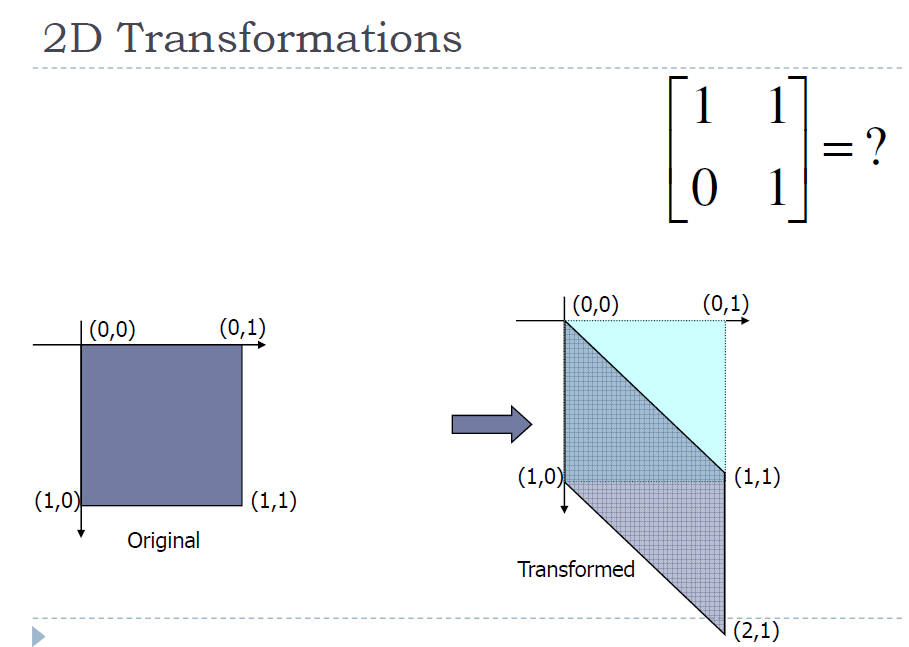 2D Transformations
[1 1
0 1] = ?
(0,0) (0,1)
(1,0) (1,1)
Original
(0,0) (0,1)
(1,0) (1,1)
Transformed
(2,1)